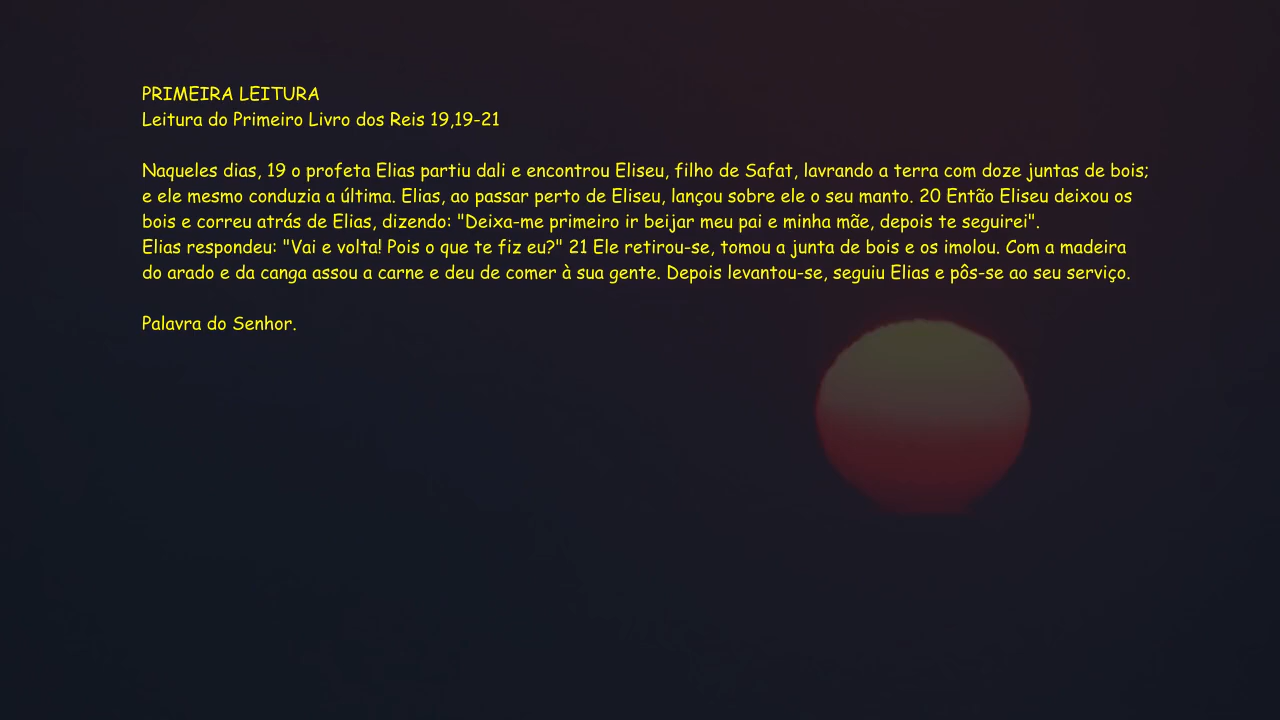 PRIMEIRA LEITURA
Leitura do Primeiro Livro dos Reis 19,19-21
Naqueles dias, 19 o profeta Elias partiu dali e encontrou Eliseu, filho de Safat, lavrando a terra com doze juntas de bois;
e ele mesmo conduzia a última. Elias, ao passar perto de Eliseu, lançou sobre ele o seu manto. 20 Então Eliseu deixou os
bois e correu atrás de Elias, dizendo: "Deixa-me primeiro ir beijar meu pai e minha mãe, depois te seguirei".
Elias respondeu: "Vai e volta! Pois o que te fiz eu?" 21 Ele retirou-se, tomou a junta de bois e os imolou. Com a madeira
do arado e da canga assou a carne e deu de comer à sua gente. Depois levantou-se, seguiu Elias e pôs-se ao seu serviço.
Palavra do Senhor.